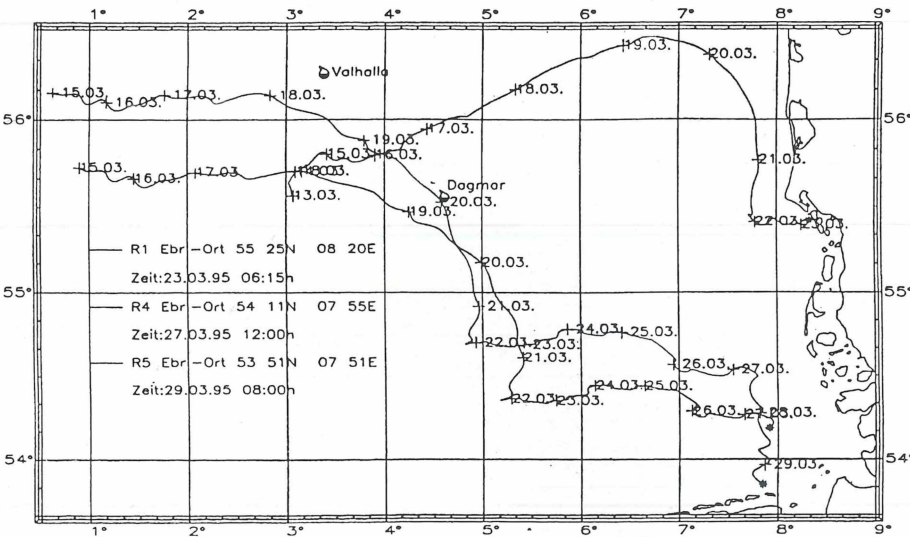 1° 2° 3° 4° 5° 6° 7° 8° 9°
19.03.
20.03.
Valhalla
15.03. 16.03. 17.03. 18.03.
18.03.
56°
56°
17.03.
19.03.
15.03. 16.03.
21.03.
15.03. 16.03. 17.03.
13.03.
Dagmar
20.03.
19.03.
22.03. 23.03.
R1 Ebr.-Ort 55 25N 08 20E
Zeit:23.03.95 06:15h
20.03.
55°
55°
R4 Ebr.-Ort 54 11N 07 55E
21.03.
Zeit:27.03.95 12:00h
22.03. 23.03. 24.03. 25.03.
21.03.
R5 Ebr.-Ort 53 51N 07 51E
26.03. 27.03.
Zeit:29.03.95 08:00h
22.03. 23.03. 24.03. 25.03.
26.03. 27.03. 28.03.
54°
54°
29.03.
1° 2° 3° 4° 5° 6° 7° 8° 9°